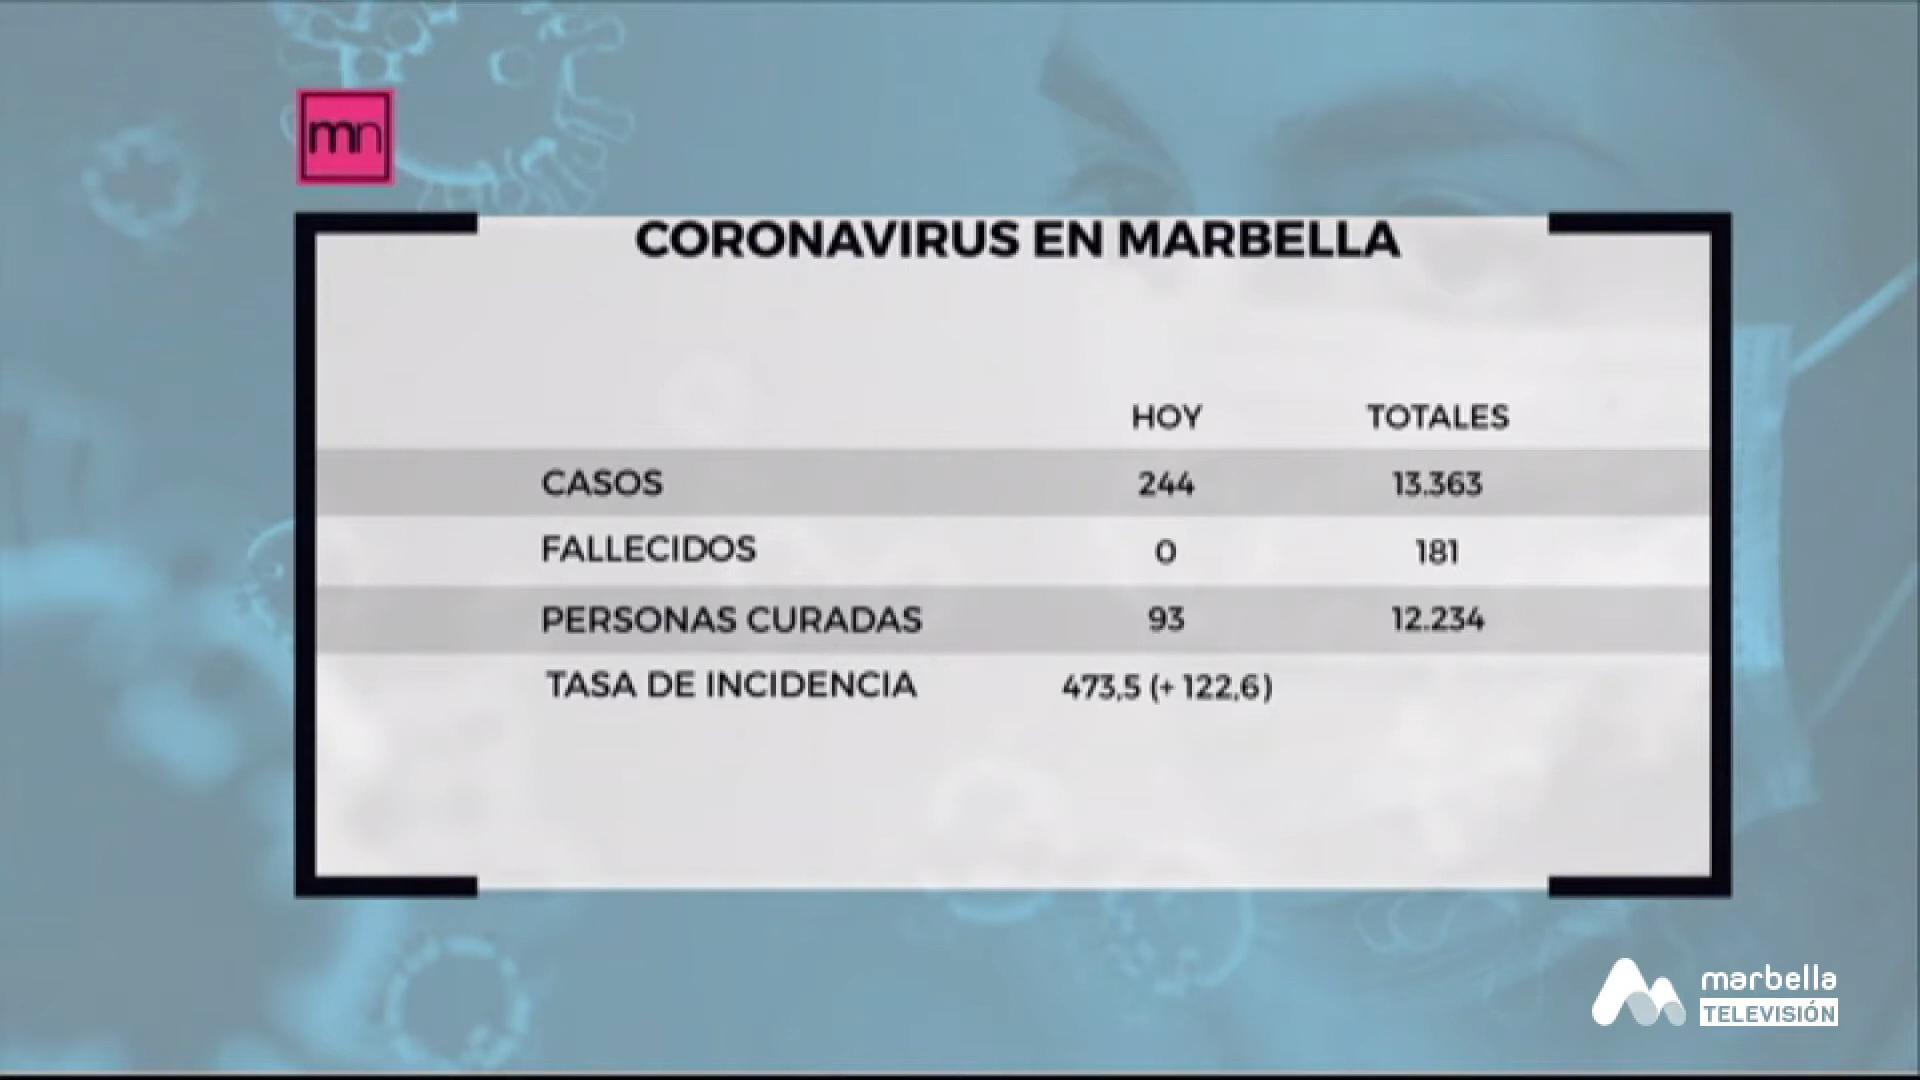 mn
CORONAVIRUS EN MARBELLA
HOY TOTALES
CASOS 244 13.363
FALLECIDOS 0 181
PERSONAS CURADAS 93 12.234
TASA DE INCIDENCIA 473,5 (+ 122,6)
marbella
TELEVISIÓN